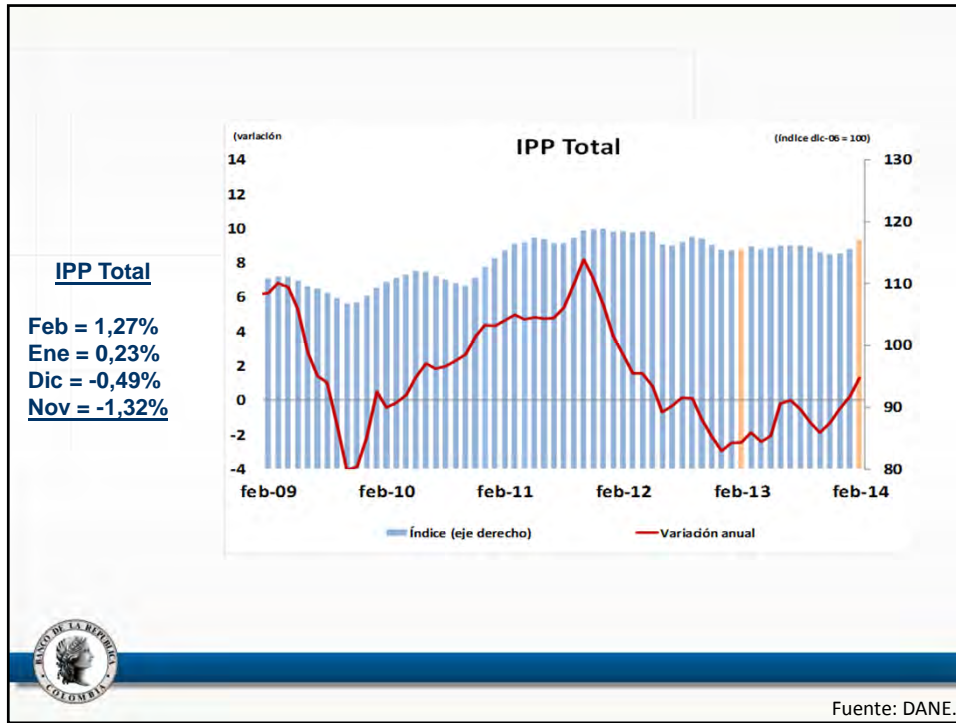 IPP Total
Feb = 1,27%
Ene = 0,23%
Dic = -0,49%
Nov = -1,32%
(variación
IPP Total
(índice dic-06 = 100)
14
12
10
8
6
4
2
0
-2
-4
130
120
110
100
90
80
feb-09 feb-10 feb-11 feb-12 feb-13 feb-14
Índice (eje derecho) Variación anual
BANCO DE LA REPUBLICA
COLOMBIA
Fuente: DANE.